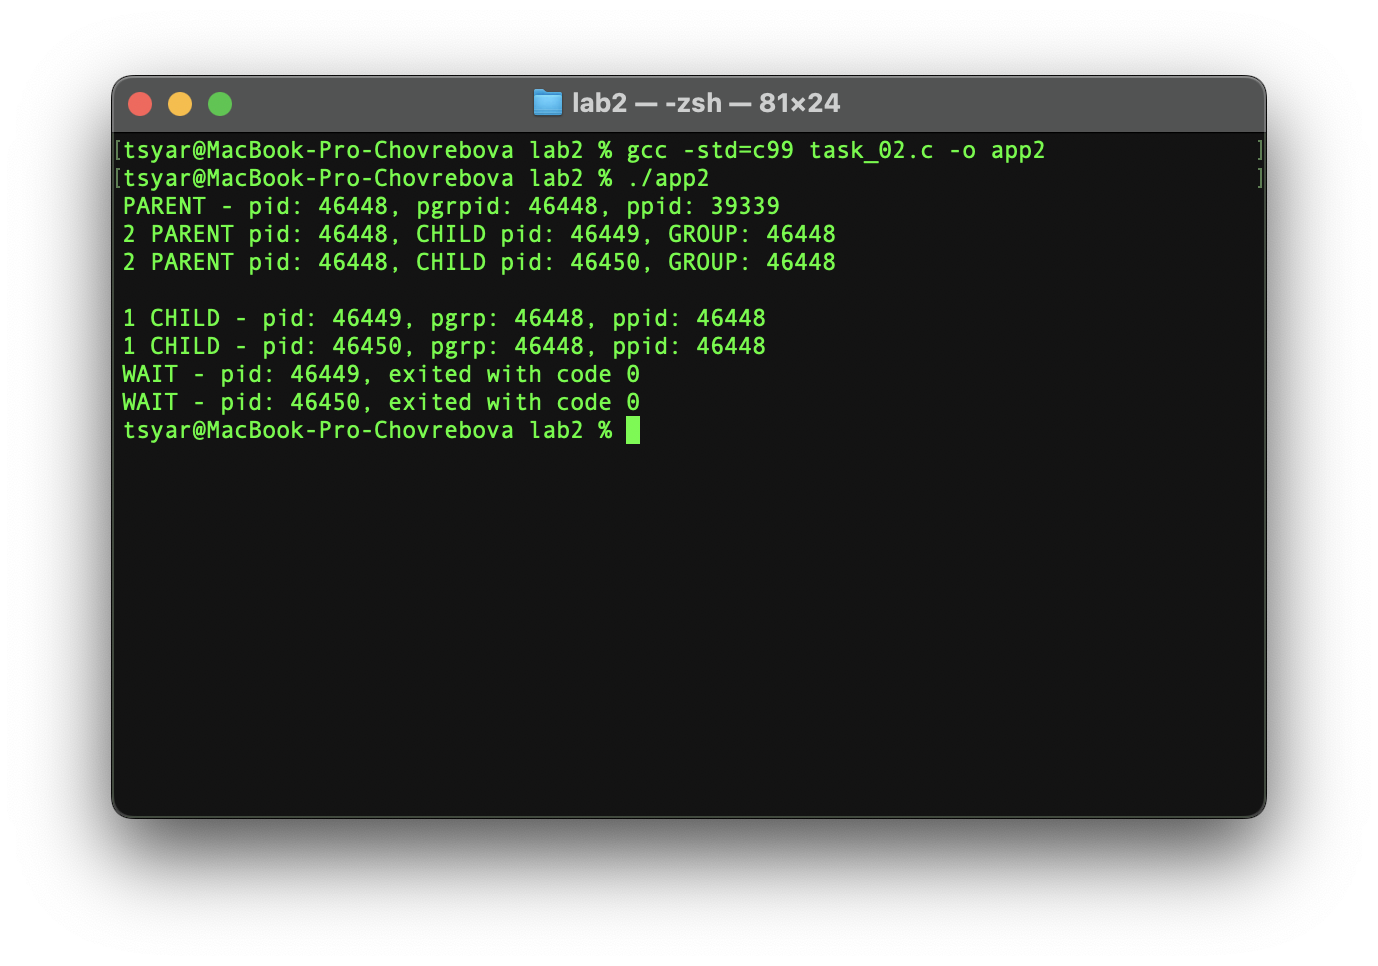 lab2 — -zsh — 81×24
[tsyar@MacBook-Pro-Chovrebova lab2 % gcc -std=c99 task_02.c -o app2 ]
[tsyar@MacBook-Pro-Chovrebova lab2 % ./app2 ]
PARENT - pid: 46448, pgrpid: 46448, ppid: 39339
2 PARENT pid: 46448, CHILD pid: 46449, GROUP: 46448
2 PARENT pid: 46448, CHILD pid: 46450, GROUP: 46448
1 CHILD - pid: 46449, pgrp: 46448, ppid: 46448
1 CHILD - pid: 46450, pgrp: 46448, ppid: 46448
WAIT - pid: 46449, exited with code 0
WAIT - pid: 46450, exited with code 0
tsyar@MacBook-Pro-Chovrebova lab2 %